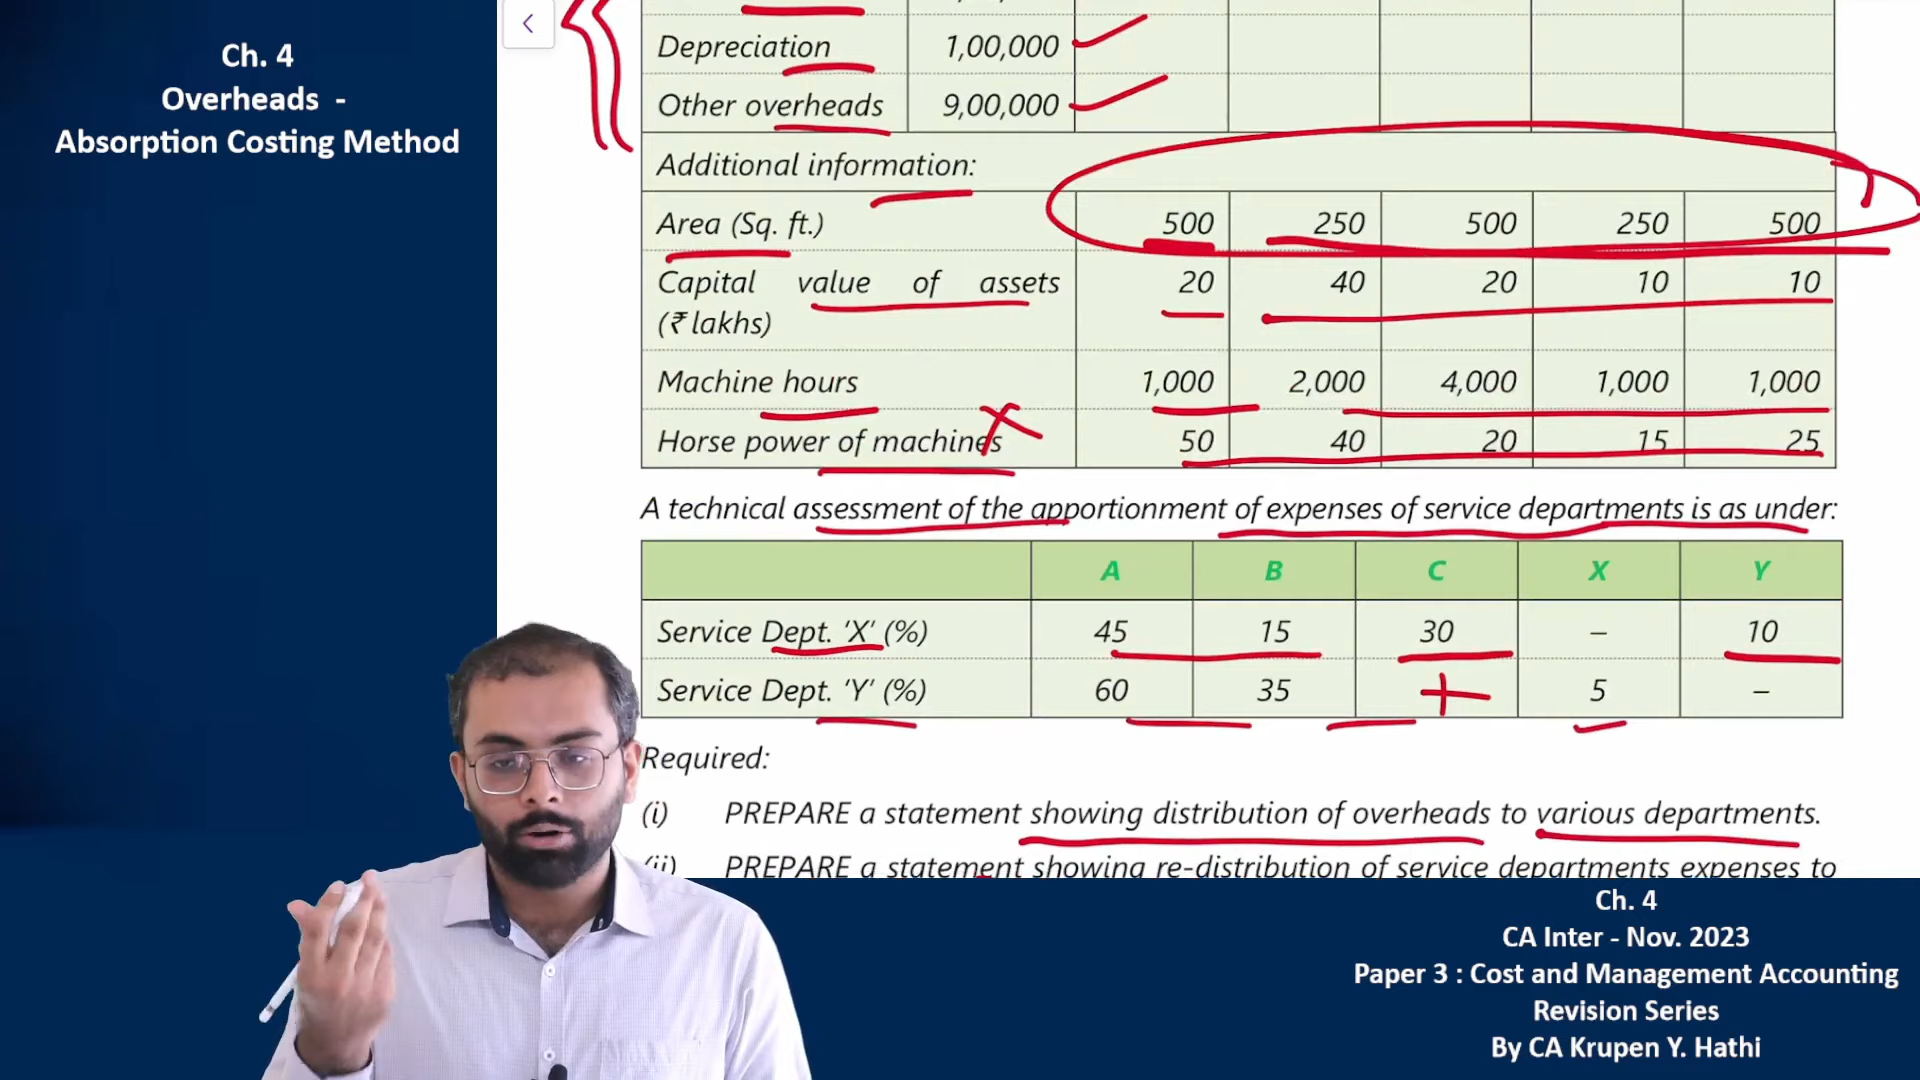 Ch. 4
Overheads -
Absorption Costing Method
Depreciation 1,00,000
Other overheads 9,00,000
Additional information:
Area (Sq. ft.) 500 250 500 250 500
Capital value of assets 20 40 20 10 10
(₹ lakhs)
Machine hours 1,000 2,000 4,000 1,000 1,000
Horse power of machines 50 40 20 15 25
A technical assessment of the apportionment of expenses of service departments is as under:
A B C X Y
Service Dept. 'X' (%) 45 15 30 – 10
Service Dept. 'Y' (%) 60 35 5 –
Required:
(i) PREPARE a statement showing distribution of overheads to various departments.
(ii) PREPARE a statement showing re-distribution of service departments expenses to
Ch. 4
CA Inter - Nov. 2023
Paper 3 : Cost and Management Accounting
Revision Series
By CA Krupen Y. Hathi